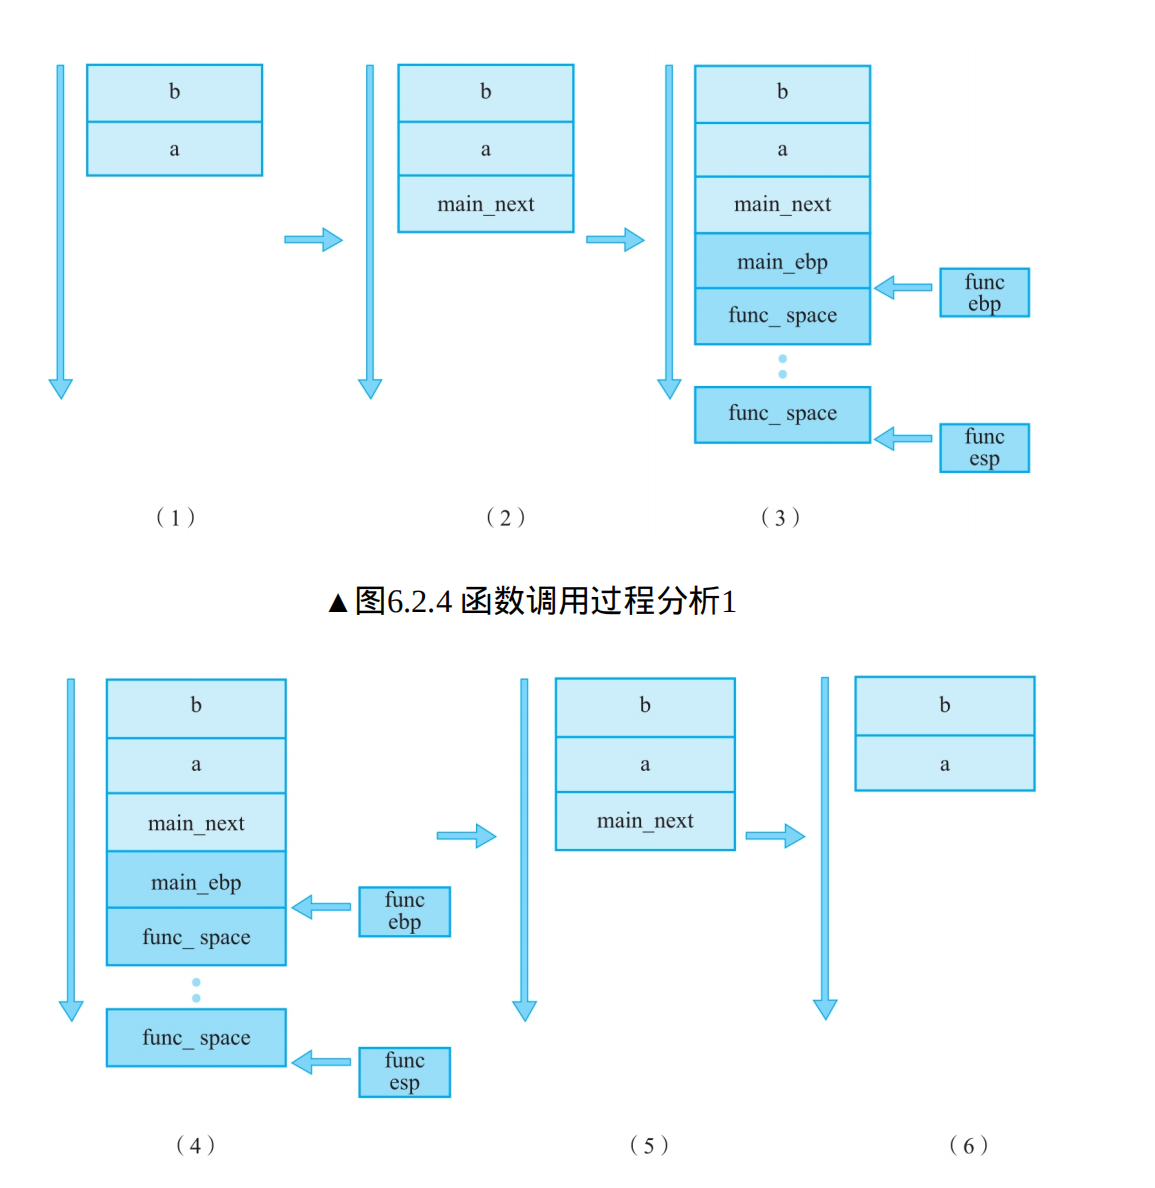 b
a
b
a
main_next
b
a
main_next
main_ebp
func_ space
func_ space
func
ebp
func
esp
（1）
（2）
（3）
▲图6.2.4 函数调用过程分析1
b
a
main_next
main_ebp
func_ space
func_ space
func
ebp
func
esp
b
a
main_next
b
a
（4）
（5）
（6）